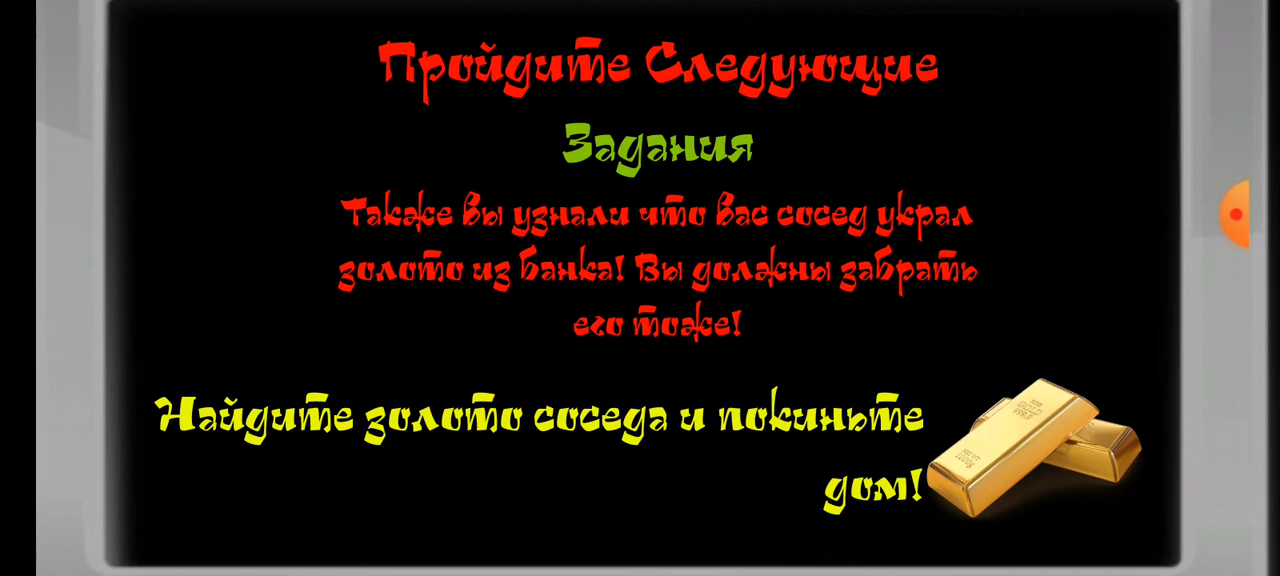 Пройдите Следующие
Задания
Также вы узнали что вас сосед украл
золото из банка! Вы должны забрать
его тоже!
Найдите золото соседа и покиньте
дом!